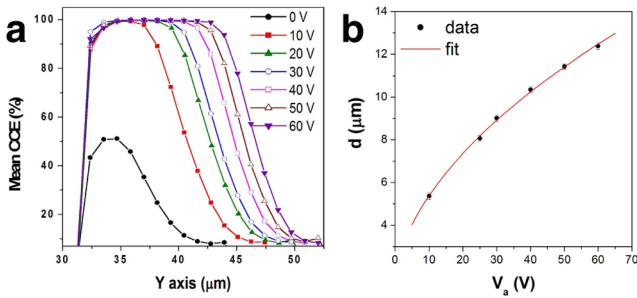 a
b
100
80
60
40
20
Mean CCE (%)
30 35 40 45 50
Y axis (μm)
0 V
10 V
20 V
30 V
40 V
50 V
60 V
14
12
10
8
6
4
d (μm)
0 10 20 30 40 50 60 70
Vₐ (V)
data
fit